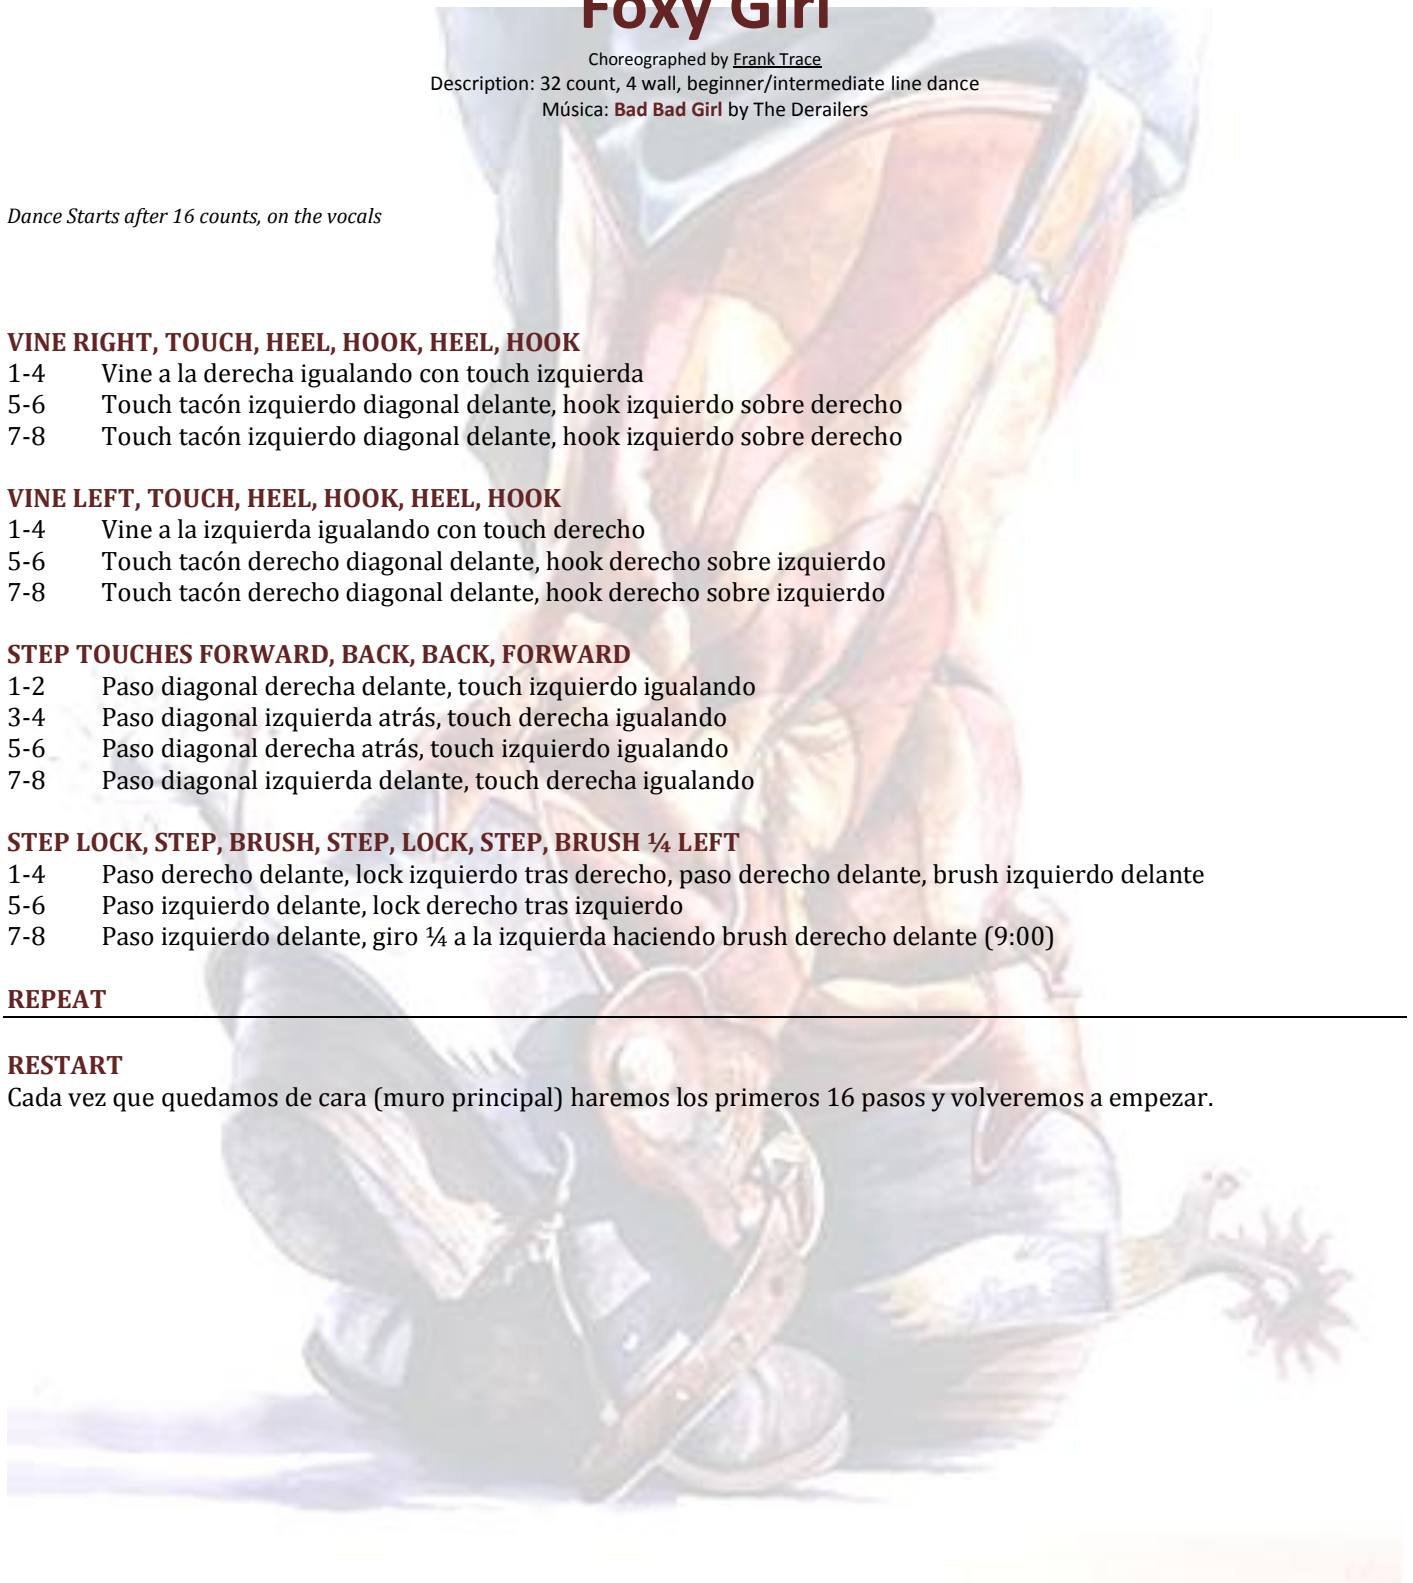 Foxy Girl
Choreographed by Frank Trace
Description: 32 count, 4 wall, beginner/intermediate line dance
Música: Bad Bad Girl by The Derailers
Dance Starts after 16 counts, on the vocals
VINE RIGHT, TOUCH, HEEL, HOOK, HEEL, HOOK
1-4 Vine a la derecha igualando con touch izquierda
5-6 Touch tacón izquierdo diagonal delante, hook izquierdo sobre derecho
7-8 Touch tacón izquierdo diagonal delante, hook izquierdo sobre derecho
VINE LEFT, TOUCH, HEEL, HOOK, HEEL, HOOK
1-4 Vine a la izquierda igualando con touch derecho
5-6 Touch tacón derecho diagonal delante, hook derecho sobre izquierdo
7-8 Touch tacón derecho diagonal delante, hook derecho sobre izquierdo
STEP TOUCHES FORWARD, BACK, BACK, FORWARD
1-2 Paso diagonal derecha delante, touch izquierdo igualando
3-4 Paso diagonal izquierda atrás, touch derecha igualando
5-6 Paso diagonal derecha atrás, touch izquierdo igualando
7-8 Paso diagonal izquierda delante, touch derecha igualando
STEP LOCK, STEP, BRUSH, STEP, LOCK, STEP, BRUSH ¼ LEFT
1-4 Paso derecho delante, lock izquierdo tras derecho, paso derecho delante, brush izquierdo delante
5-6 Paso izquierdo delante, lock derecho tras izquierdo
7-8 Paso izquierdo delante, giro ¼ a la izquierda haciendo brush derecho delante (9:00)
REPEAT
RESTART
Cada vez que quedamos de cara (muro principal) haremos los primeros 16 pasos y volveremos a empezar.